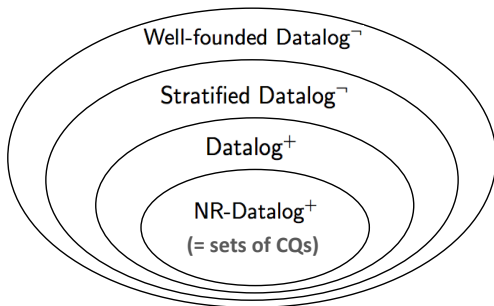 Well-founded Datalog¬
Stratified Datalog¬
Datalog⁺
NR-Datalog⁺
(= sets of CQs)